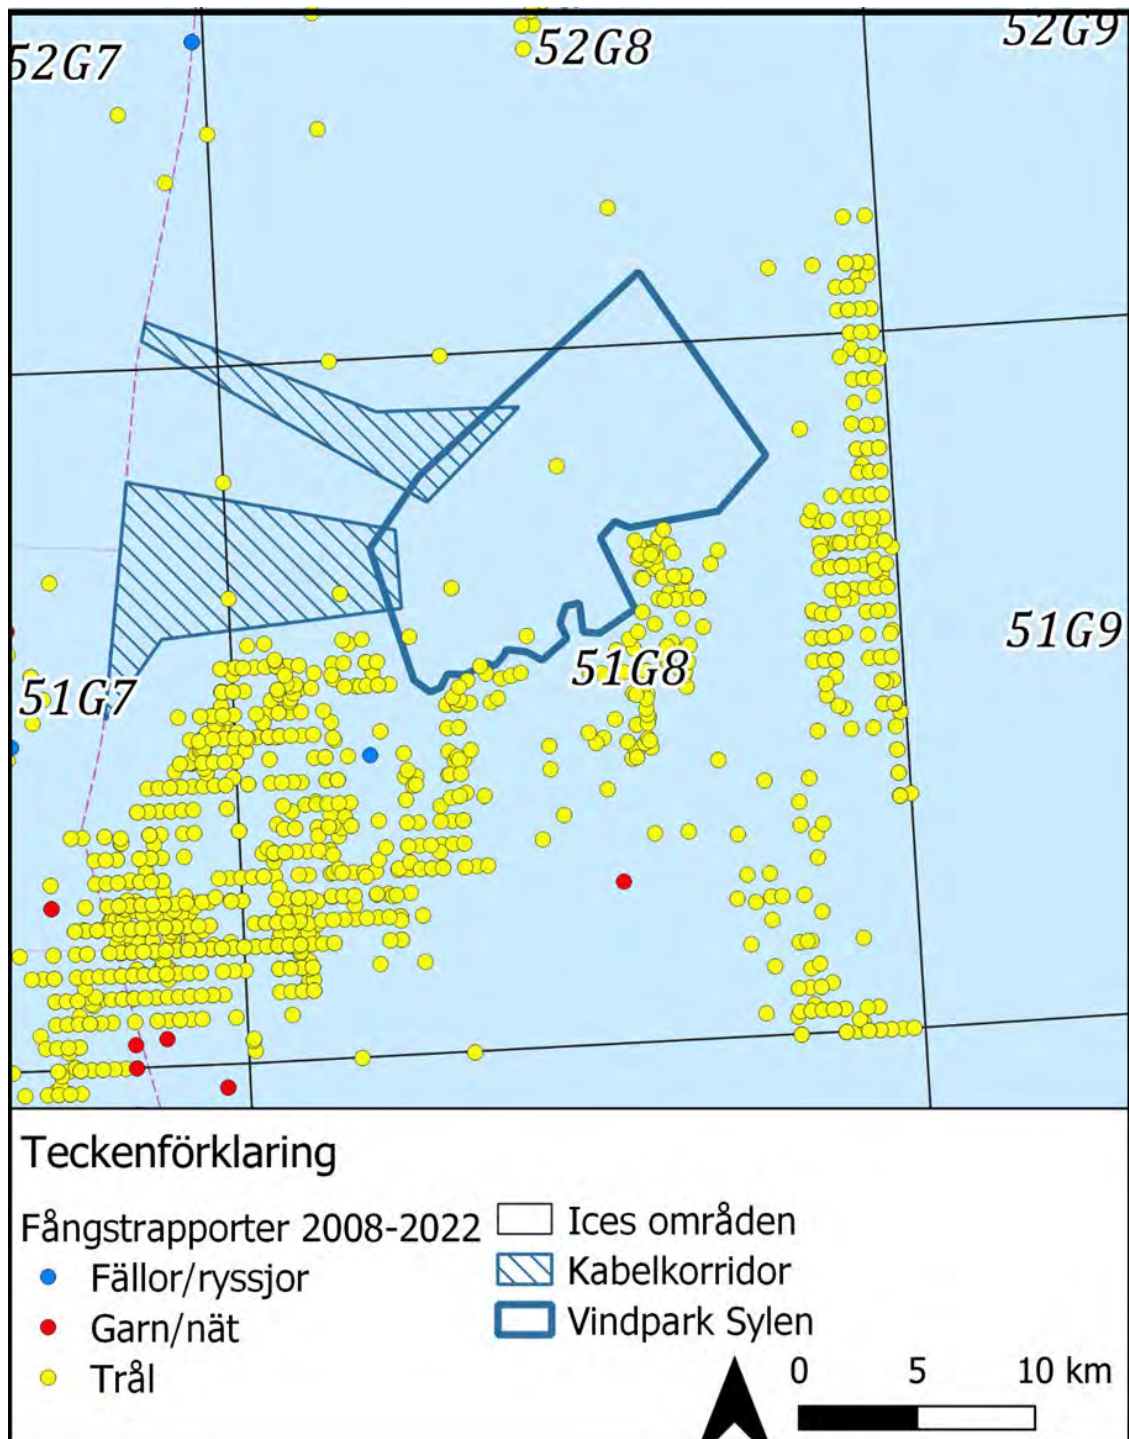 52G7
52G8
52G9
51G9
51G8
51G7
Teckenförklaring
Fångstrapporter 2008-2022
Fällor/ryssjor
Garn/nät
Trål
Ices områden
Kabelkorridor
Vindpark Sylen
0 5 10 km